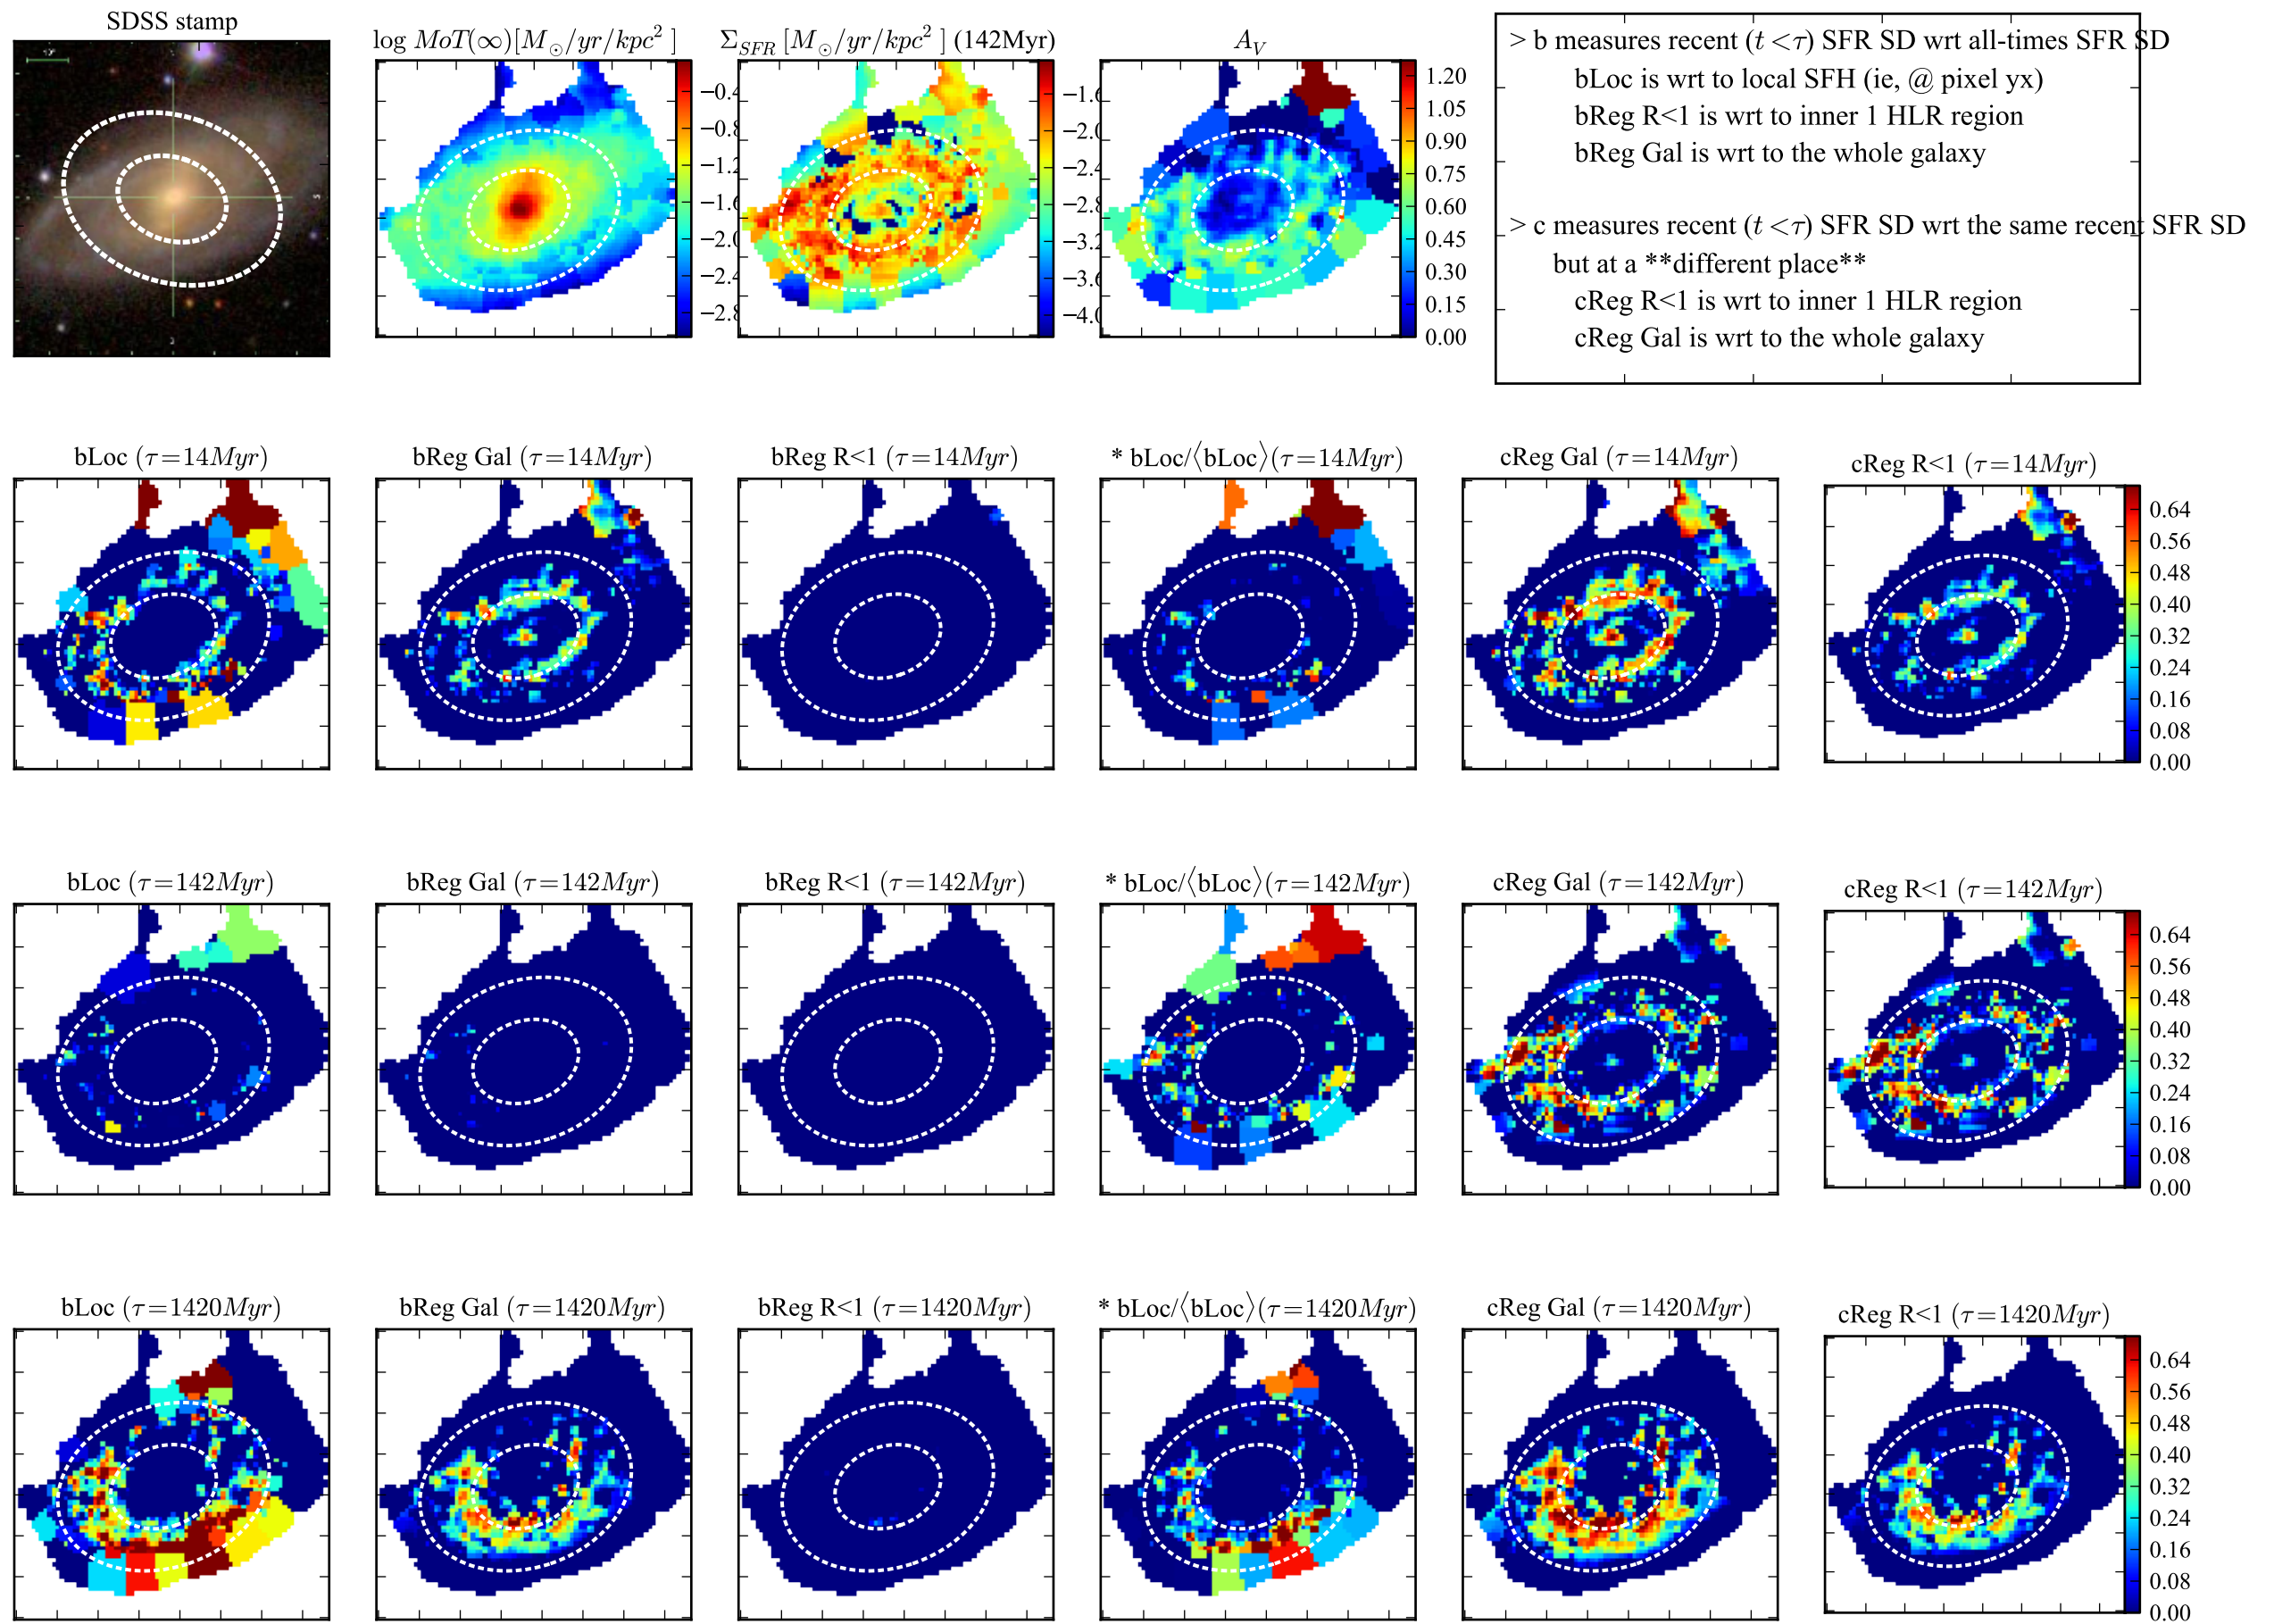 SDSS stamp
log MoT(∞)[M☉/yr/kpc² ]
Σ_SFR [M☉/yr/kpc² ] (142Myr)
A_V
−0.4
−0.8
−1.2
−1.6
−2.0
−2.4
−2.8
−1.6
−2.0
−2.4
−2.8
−3.2
−3.6
−4.0
1.20
1.05
0.90
0.75
0.60
0.45
0.30
0.15
0.00
> b measures recent (t <τ) SFR SD wrt all-times SFR SD
bLoc is wrt to local SFH (ie, @ pixel yx)
bReg R<1 is wrt to inner 1 HLR region
bReg Gal is wrt to the whole galaxy
> c measures recent (t <τ) SFR SD wrt the same recent SFR SD
but at a **different place**
cReg R<1 is wrt to inner 1 HLR region
cReg Gal is wrt to the whole galaxy
bLoc (τ=14Myr)
bReg Gal (τ=14Myr)
bReg R<1 (τ=14Myr)
* bLoc/⟨bLoc⟩(τ=14Myr)
cReg Gal (τ=14Myr)
cReg R<1 (τ=14Myr)
0.64
0.56
0.48
0.40
0.32
0.24
0.16
0.08
0.00
bLoc (τ=142Myr)
bReg Gal (τ=142Myr)
bReg R<1 (τ=142Myr)
* bLoc/⟨bLoc⟩(τ=142Myr)
cReg Gal (τ=142Myr)
cReg R<1 (τ=142Myr)
0.64
0.56
0.48
0.40
0.32
0.24
0.16
0.08
0.00
bLoc (τ=1420Myr)
bReg Gal (τ=1420Myr)
bReg R<1 (τ=1420Myr)
* bLoc/⟨bLoc⟩(τ=1420Myr)
cReg Gal (τ=1420Myr)
cReg R<1 (τ=1420Myr)
0.64
0.56
0.48
0.40
0.32
0.24
0.16
0.08
0.00